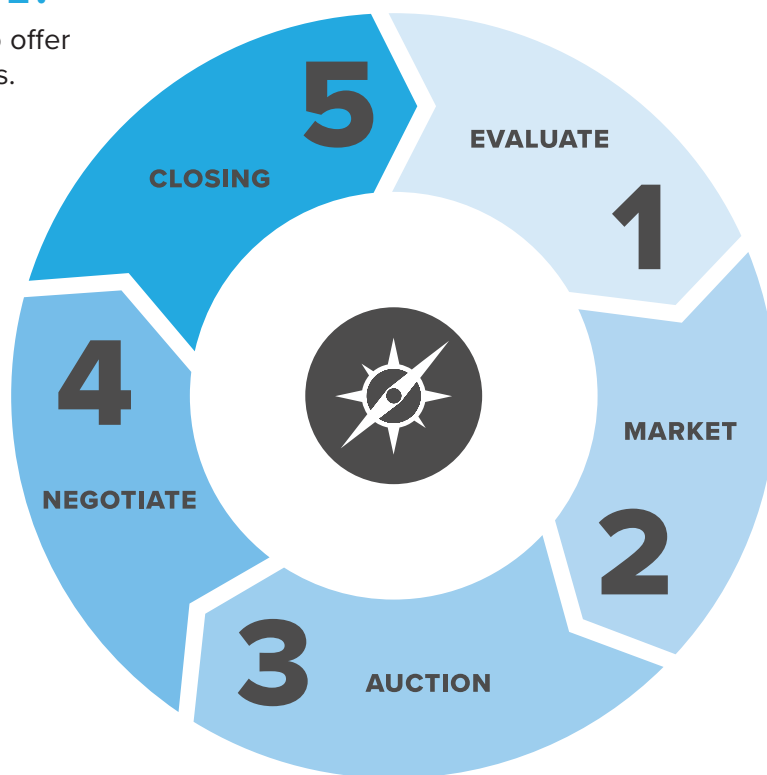 offer
s.
EVALUATE
1
MARKET
2
3
AUCTION
4
NEGOTIATE
5
CLOSING